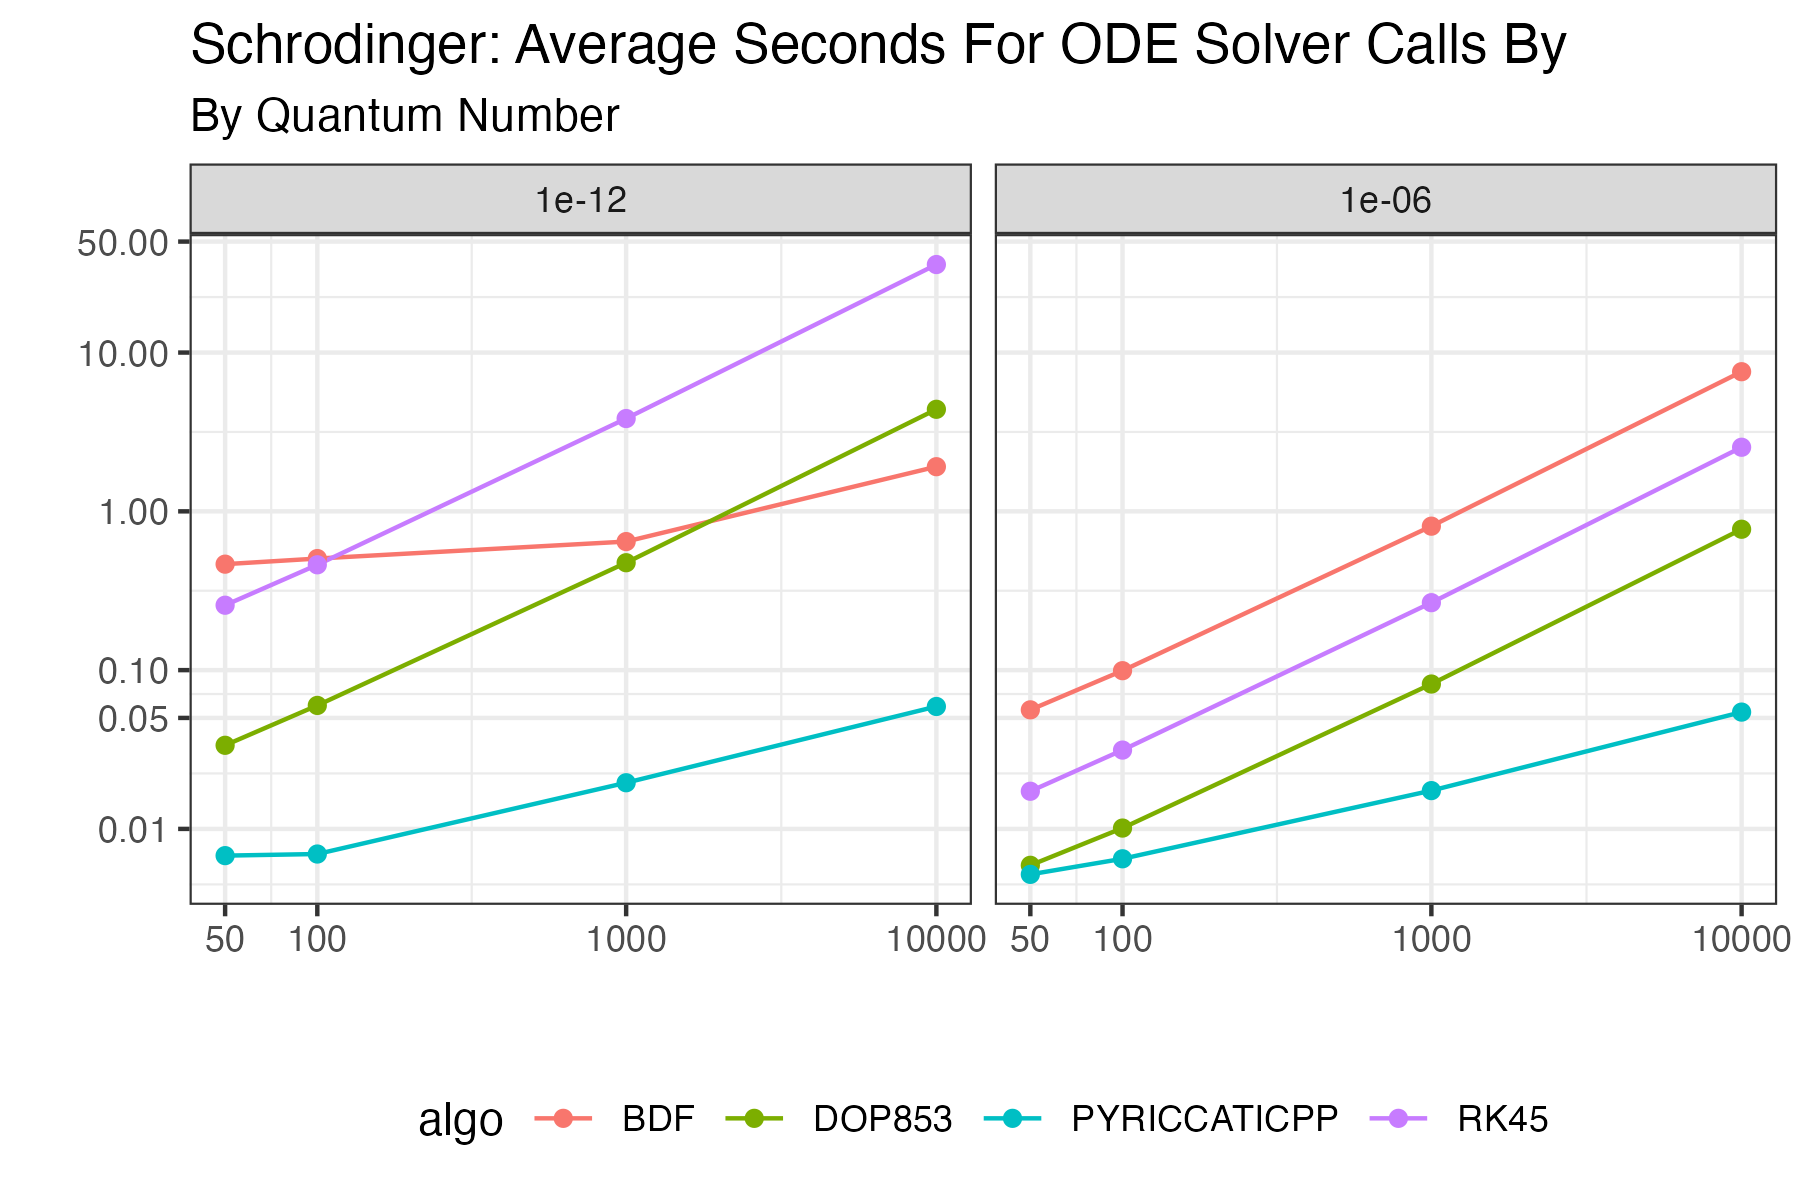 Schrodinger: Average Seconds For ODE Solver Calls By
By Quantum Number
1e-12
1e-06
50.00
10.00
1.00
0.10
0.05
0.01
50 100 1000 10000
50 100 1000 10000
algo BDF DOP853 PYRICCATICPP RK45